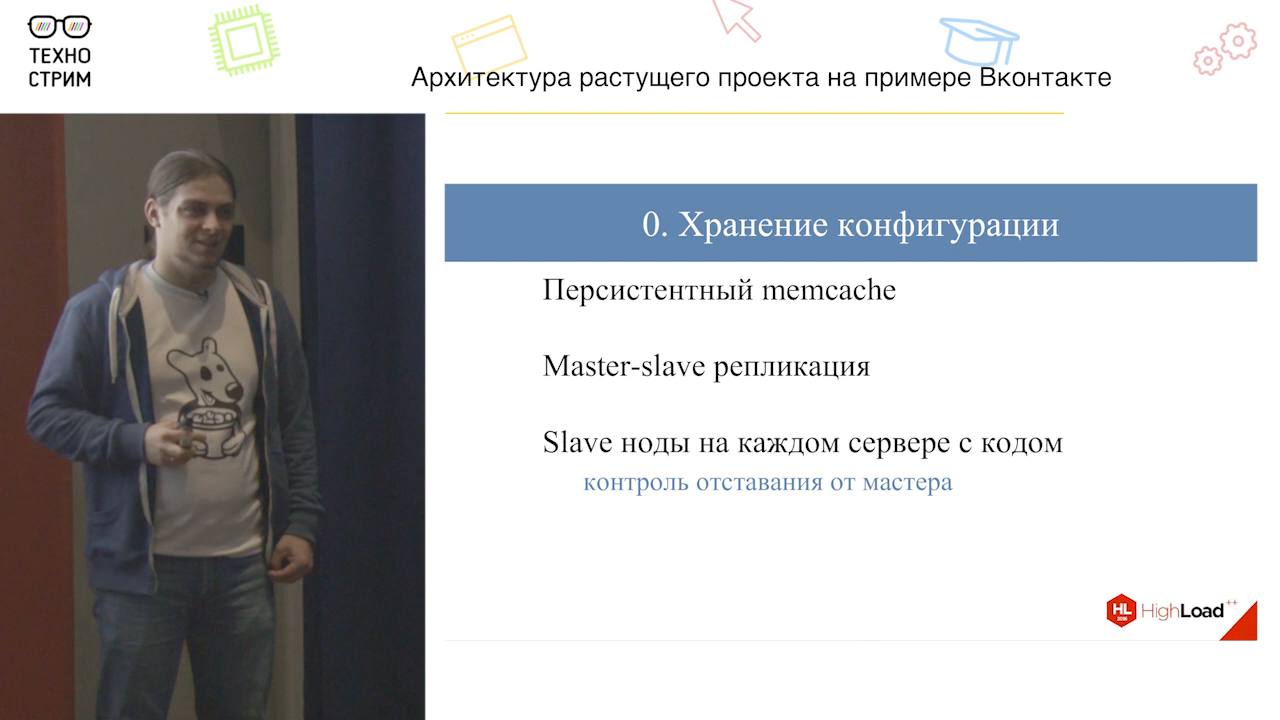 ТЕХНО
СТРИМ
Архитектура растущего проекта на примере Вконтакте
0. Хранение конфигурации
Персистентный memcache
Master-slave репликация
Slave ноды на каждом сервере с кодом
контроль отставания от мастера
HL
2016
HighLoad++